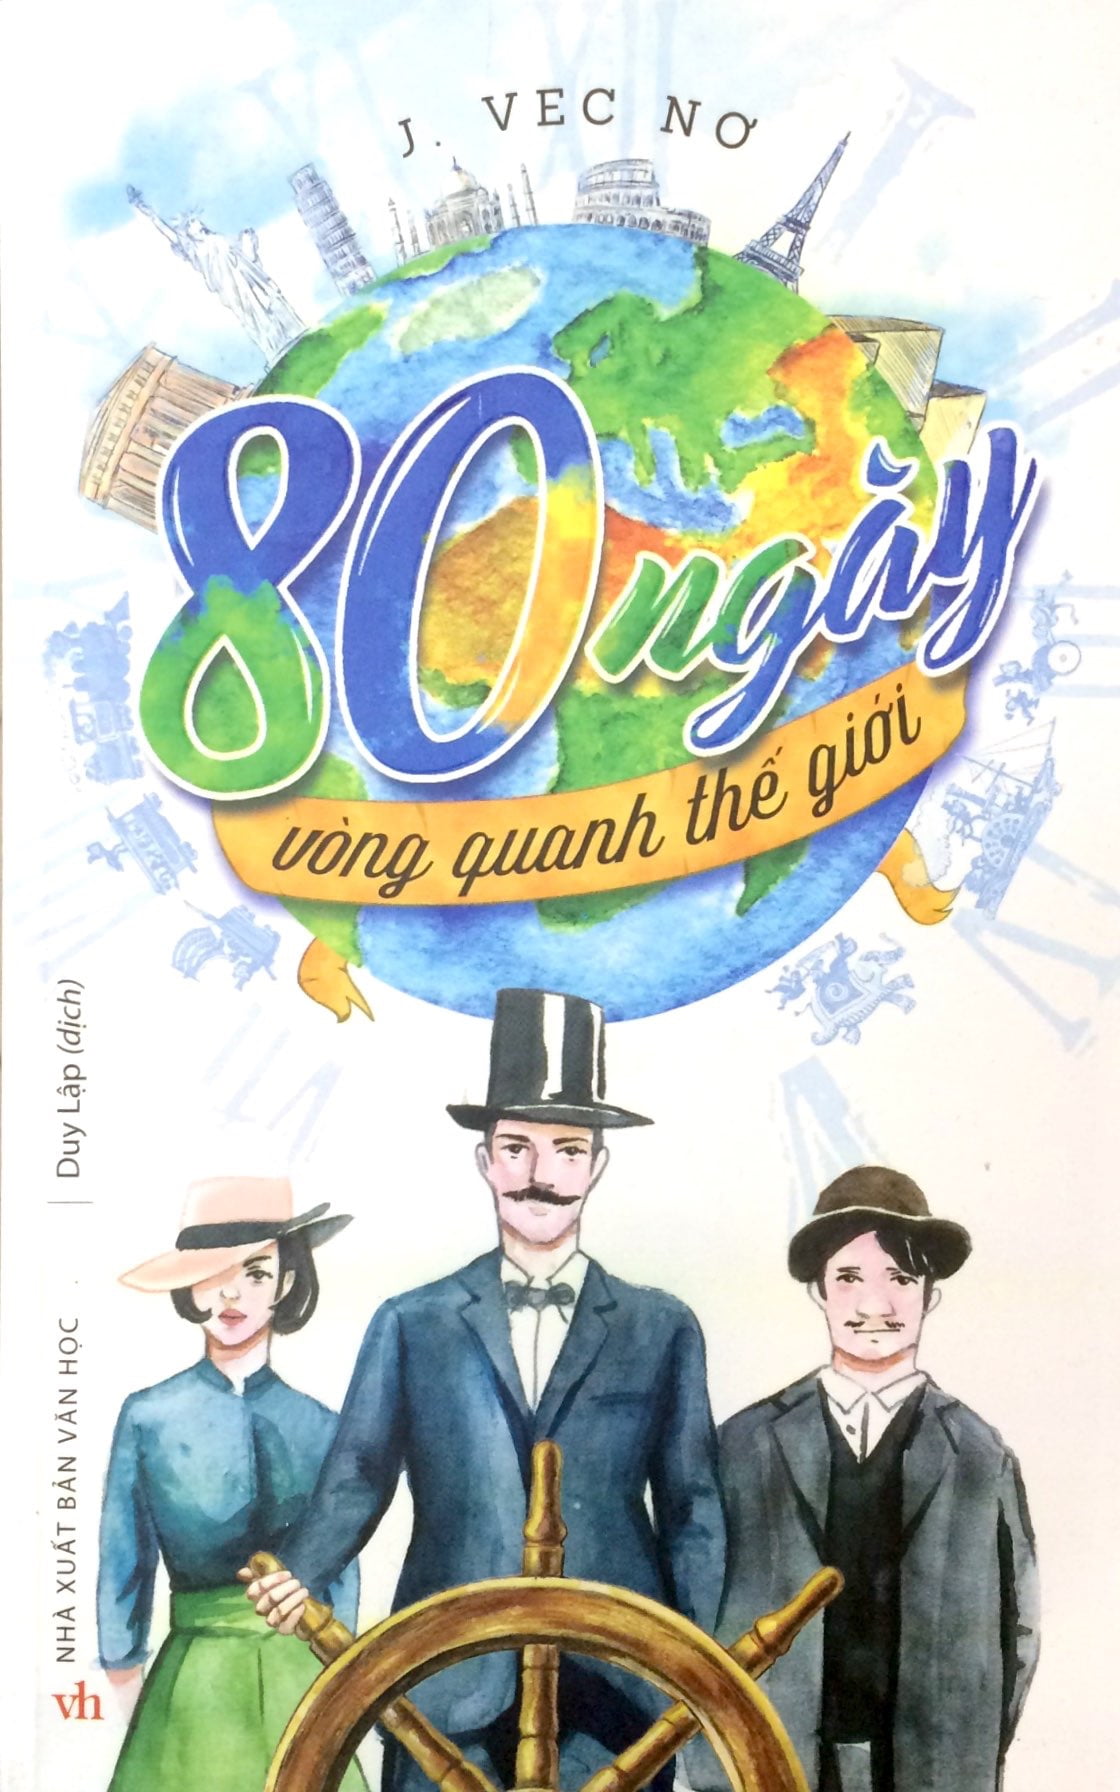 J. VEC NƠ
80 ngày
vòng quanh thế giới
Duy Lập (dịch)
NHÀ XUẤT BẢN VĂN HỌC
vh